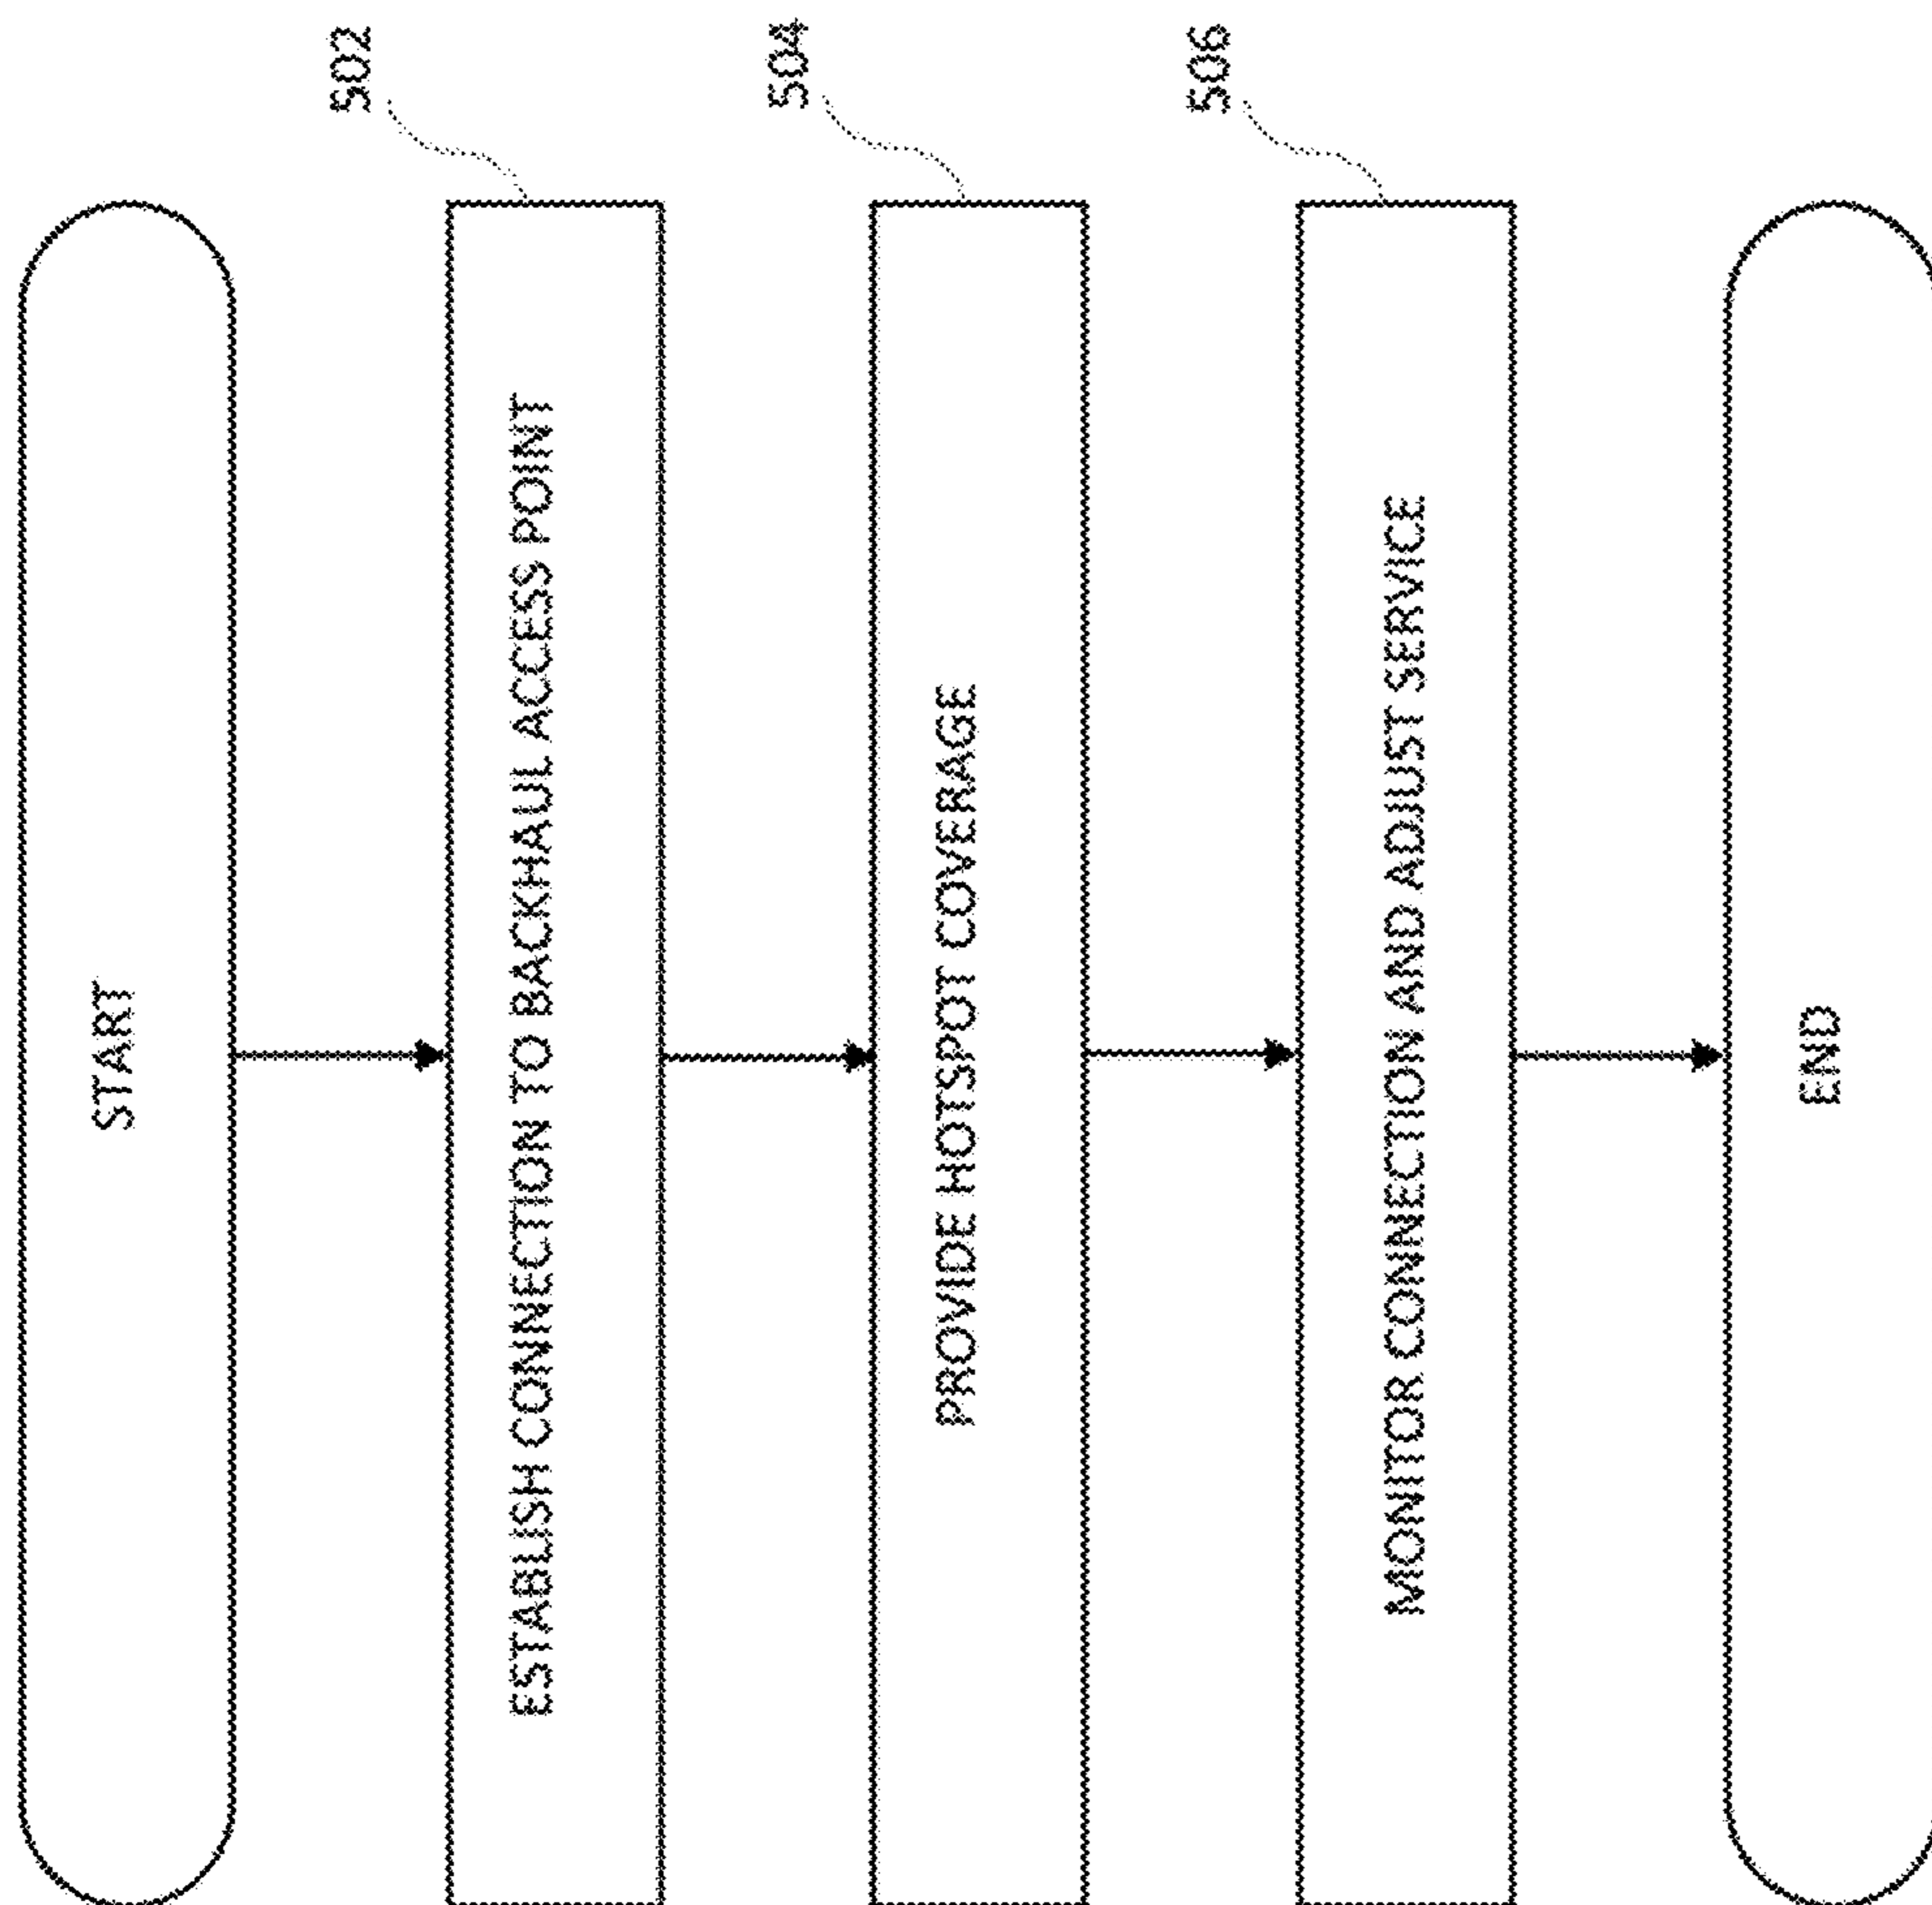 START
502
ESTABLISH CONNECTION TO BACKHAUL ACCESS POINT
504
PROVIDE HOTSPOT COVERAGE
506
MONITOR CONNECTION AND ADJUST SERVICE
END